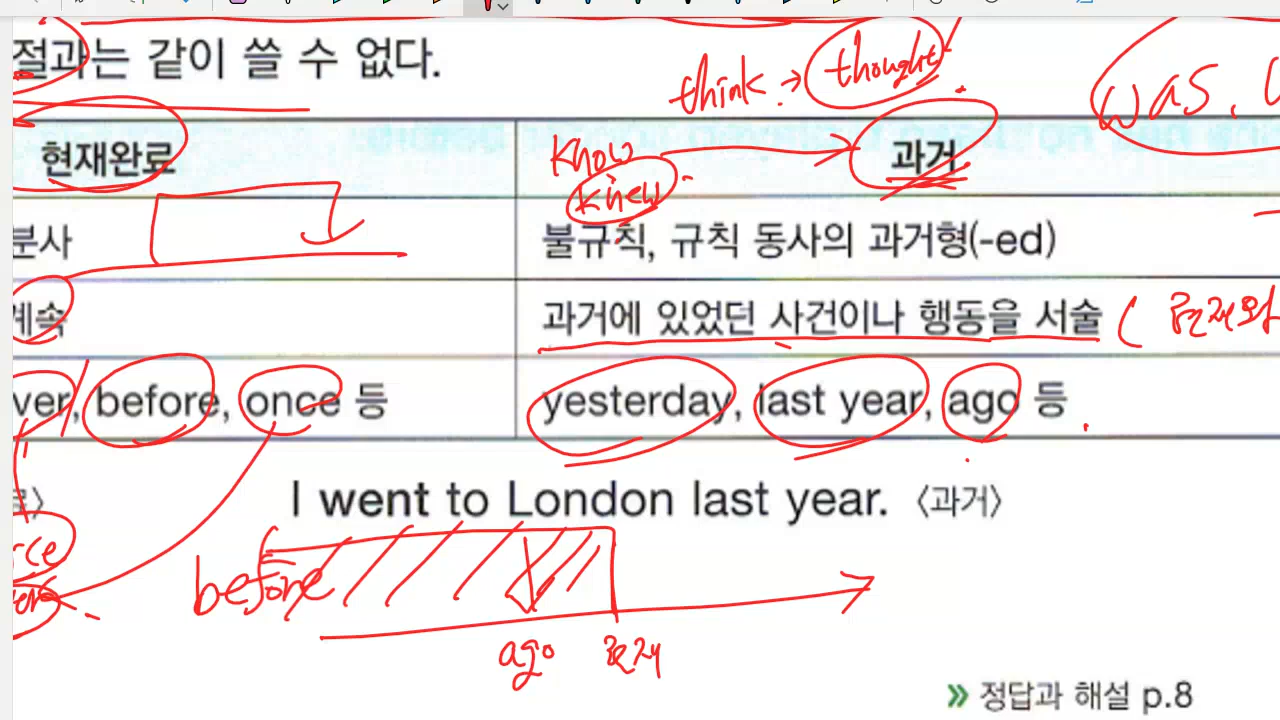 절과는 같이 쓸 수 없다.
think → thought
was,
현재완료
know
knew
과거
분사
불규칙, 규칙 동사의 과거형(-ed)
계속
과거에 있었던 사건이나 행동을 서술 (현재와
ver, before, once 등
yesterday, last year, ago 등
I went to London last year. 〈과거〉
before
ago 현재
» 정답과 해설 p.8